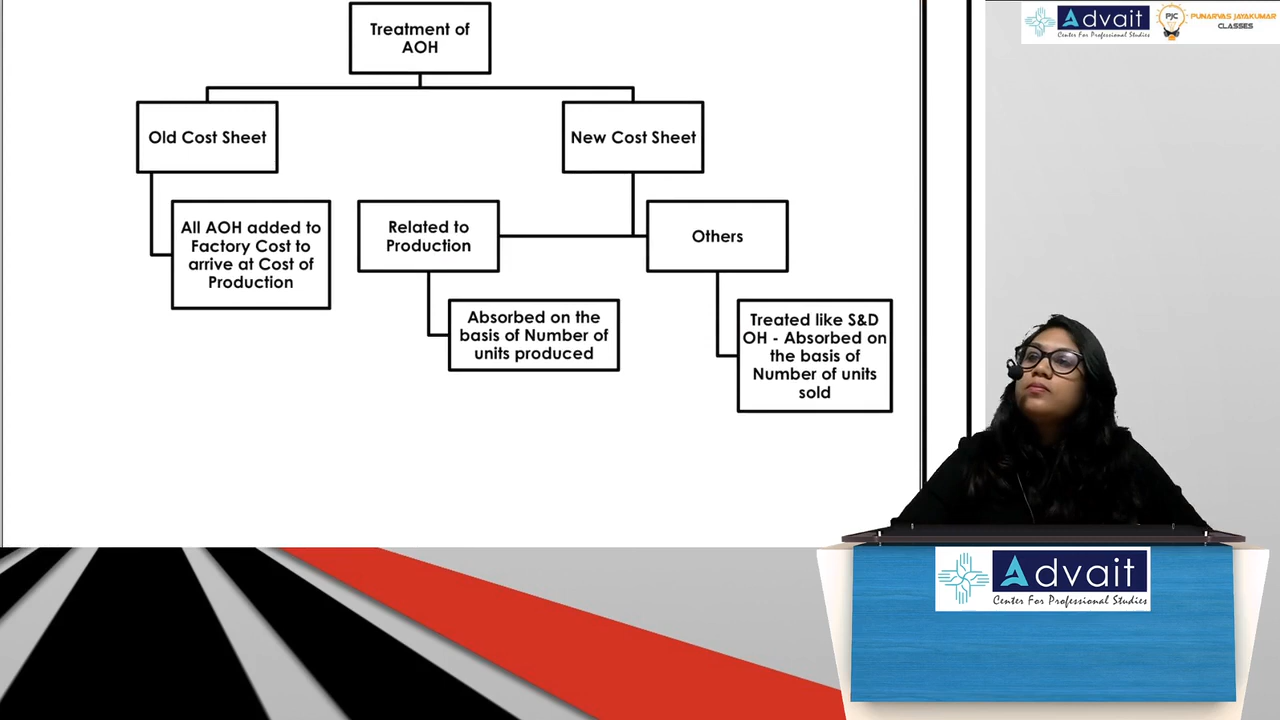 Treatment of
AOH
Advait
Center For Professional Studies
PJC
PUNARVAS JAYAKUMAR
CLASSES
Old Cost Sheet
New Cost Sheet
All AOH added to
Factory Cost to
arrive at Cost of
Production
Related to
Production
Others
Absorbed on the
basis of Number of
units produced
Treated like S&D
OH - Absorbed on
the basis of
Number of units
sold
Advait
Center For Professional Studies